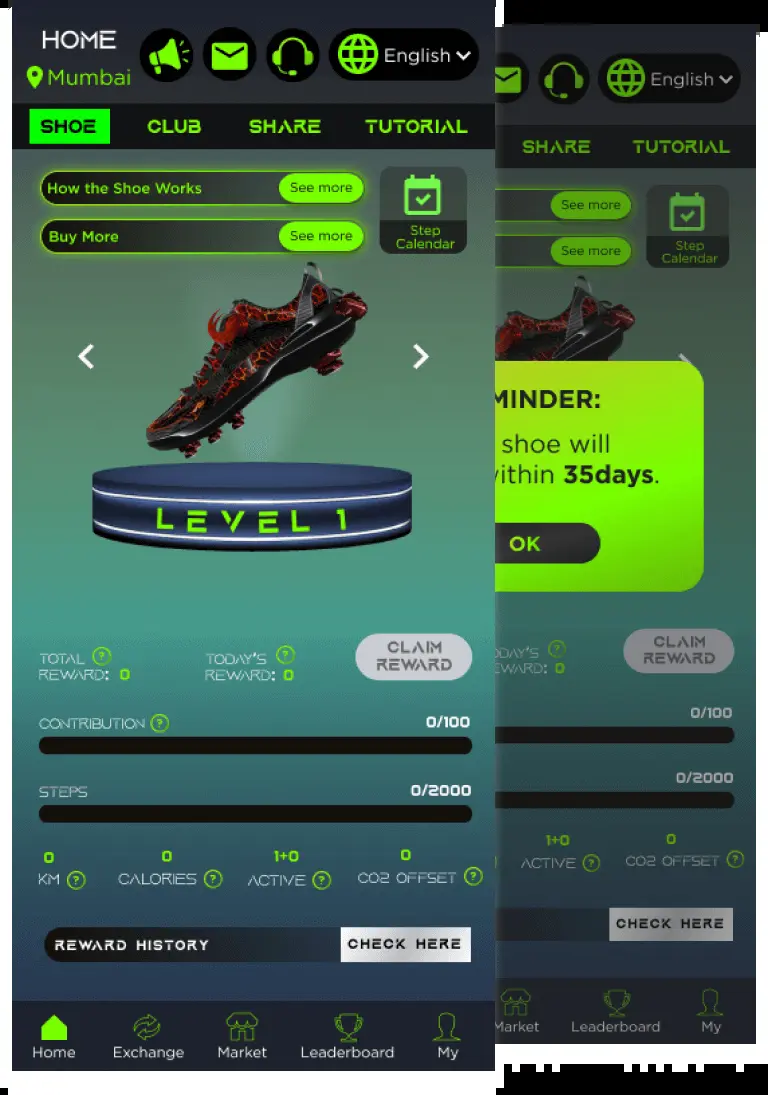 HOME
Mumbai
English
SHOE CLUB SHARE TUTORIAL
How the Shoe Works See more
Buy More See more
Step
Calendar
LEVEL 1
TOTAL ?
REWARD: 0
TODAY'S ?
REWARD: 0
CLAIM
REWARD
CONTRIBUTION ? 0/100
STEPS 0/2000
0 0 1+0 0
KM ? CALORIES ? ACTIVE ? CO2 OFFSET ?
REWARD HISTORY CHECK HERE
Home Exchange Market Leaderboard My
English
SHARE TUTORIAL
See more
See more
Step
Calendar
MINDER:
shoe will
within 35days.
OK
DAY'S ?
EWARD: 0
CLAIM
REWARD
0/100
0/2000
1+0 0
ACTIVE ? CO2 OFFSET ?
CHECK HERE
Market Leaderboard My